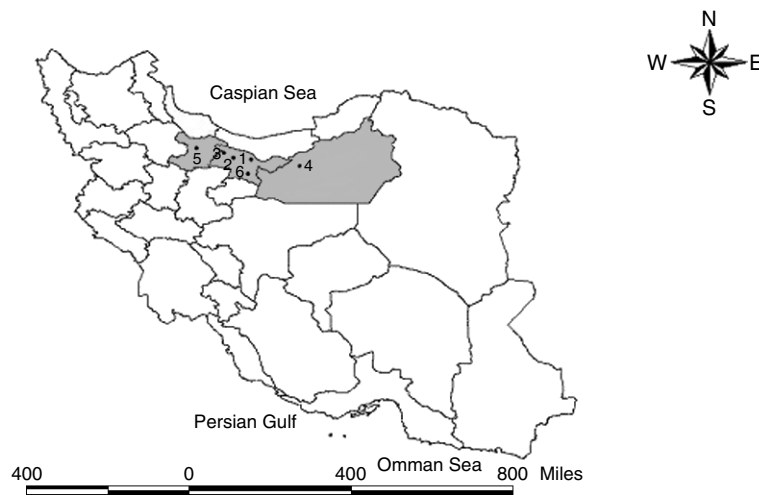 N
W E
S
Caspian Sea
3 1
5 2 4
6
Persian Gulf
Omman Sea
400 0 400 800 Miles